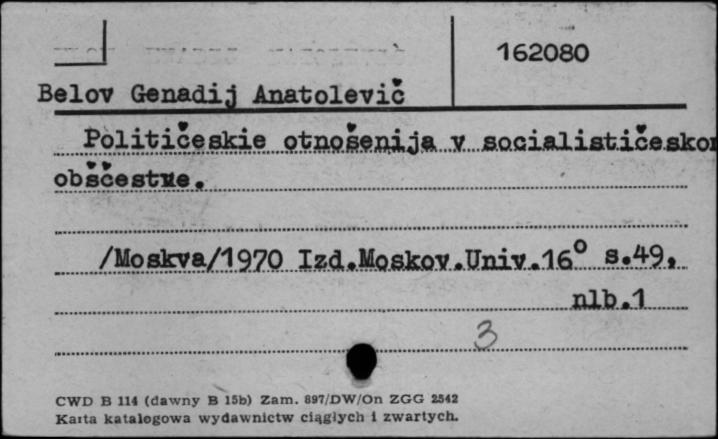 162080
Belov Genadij Anatolevič
Političeskie otnošenija v socialističeskom
obščestve.
/Moskva/1970 Izd.Moskov.Univ.16° s.49,
nlb.1
3
CWD B 114 (dawny B 15b) Zam. 897/DW/On ZGG 2542
Karta katalogowa wydawnictw ciągłych i zwartych.